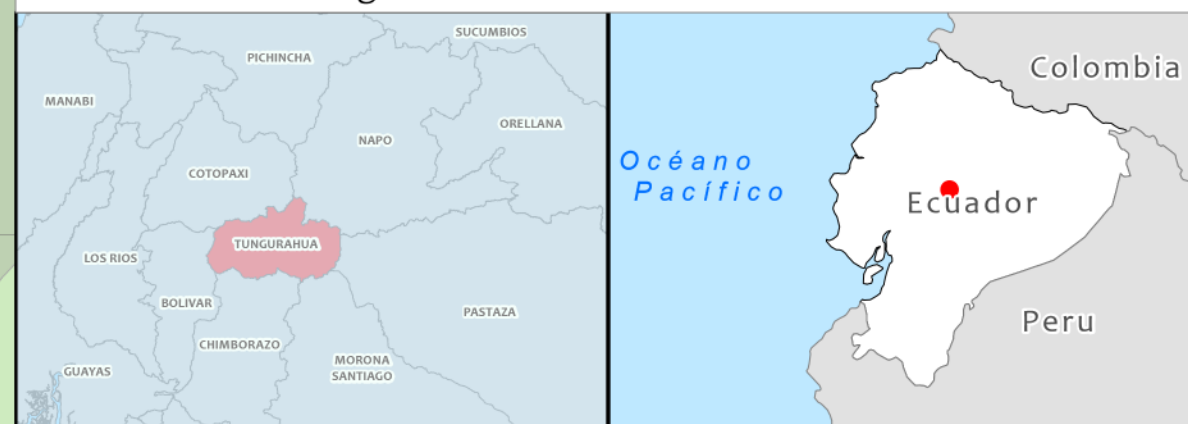 SUCUMBIOS
PICHINCHA
MANABI
ORELLANA
NAPO
COTOPAXI
TUNGURAHUA
LOS RIOS
BOLIVAR
PASTAZA
CHIMBORAZO
MORONA
SANTIAGO
GUAYAS
Colombia
Océano
Pacífico
Ecuador
Peru